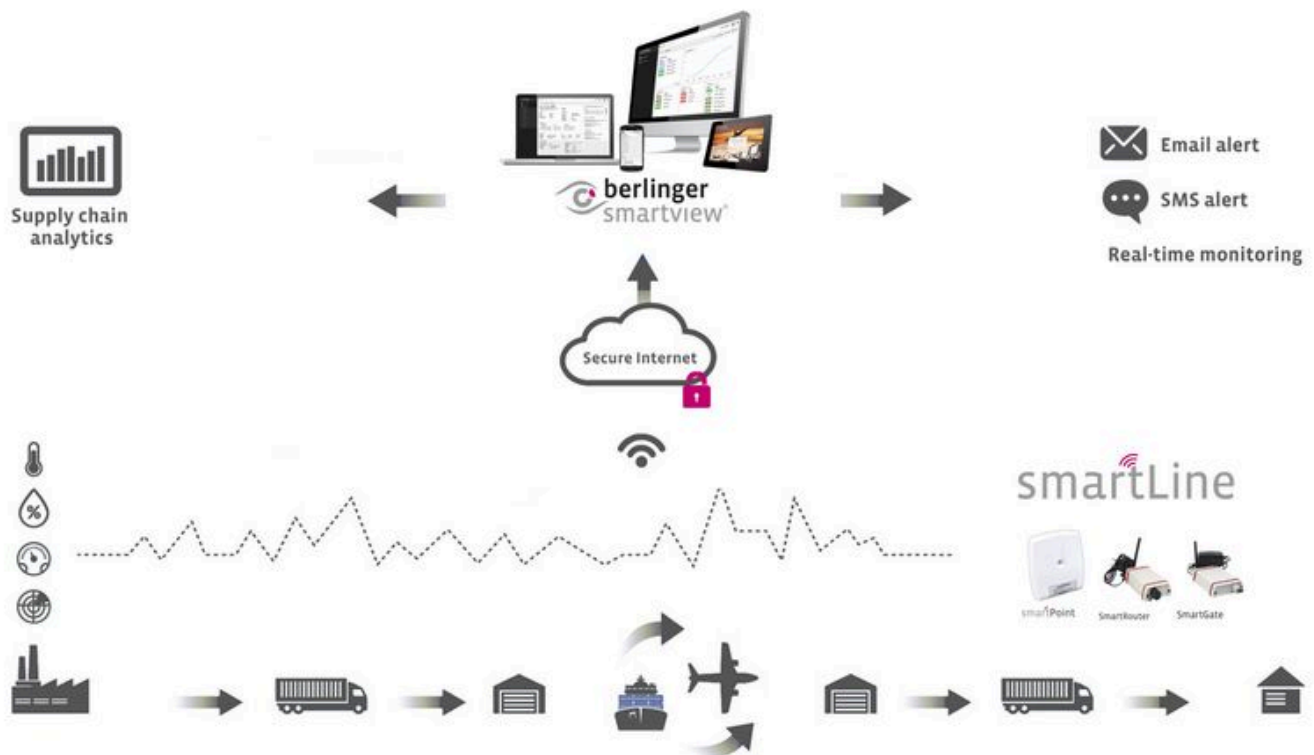 berlinger
smartview®
Supply chain
analytics
Email alert
SMS alert
Real-time monitoring
Secure Internet
%
smartLine
smartPoint
SmartRouter
SmartGate